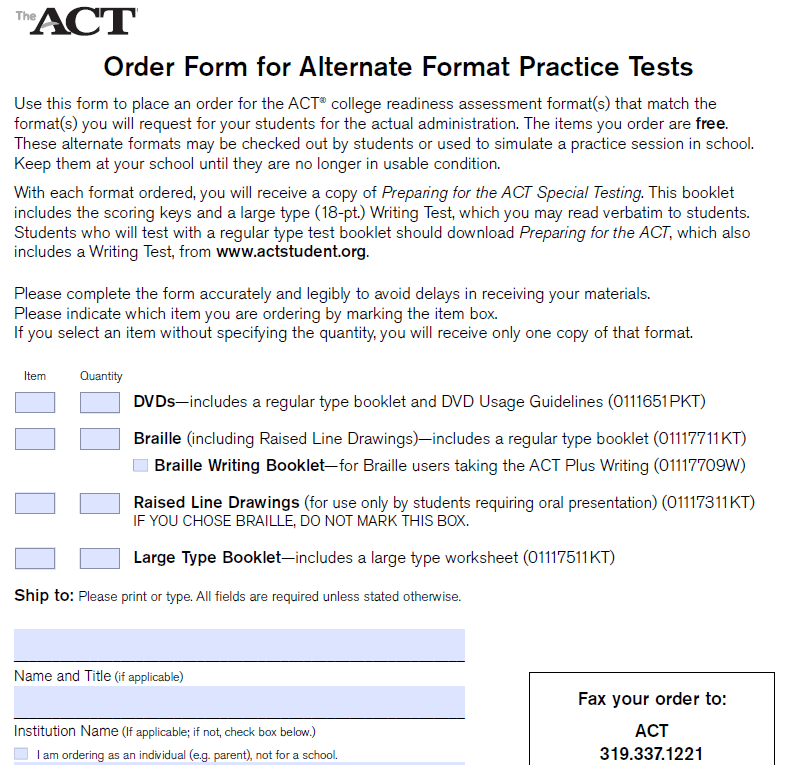 The ACT®
Order Form for Alternate Format Practice Tests
Use this form to place an order for the ACT® college readiness assessment format(s) that match the
format(s) you will request for your students for the actual administration. The items you order are free.
These alternate formats may be checked out by students or used to simulate a practice session in school.
Keep them at your school until they are no longer in usable condition.
With each format ordered, you will receive a copy of Preparing for the ACT Special Testing. This booklet
includes the scoring keys and a large type (18-pt.) Writing Test, which you may read verbatim to students.
Students who will test with a regular type test booklet should download Preparing for the ACT, which also
includes a Writing Test, from www.actstudent.org.
Please complete the form accurately and legibly to avoid delays in receiving your materials.
Please indicate which item you are ordering by marking the item box.
If you select an item without specifying the quantity, you will receive only one copy of that format.
Item Quantity
DVDs—includes a regular type booklet and DVD Usage Guidelines (0111651PKT)
Braille (including Raised Line Drawings)—includes a regular type booklet (01117711KT)
Braille Writing Booklet—for Braille users taking the ACT Plus Writing (01117709W)
Raised Line Drawings (for use only by students requiring oral presentation) (01117311KT)
IF YOU CHOSE BRAILLE, DO NOT MARK THIS BOX.
Large Type Booklet—includes a large type worksheet (01117511KT)
Ship to: Please print or type. All fields are required unless stated otherwise.
Name and Title (if applicable)
Institution Name (If applicable; if not, check box below.)
I am ordering as an individual (e.g. parent), not for a school.
Fax your order to:
ACT
319.337.1221